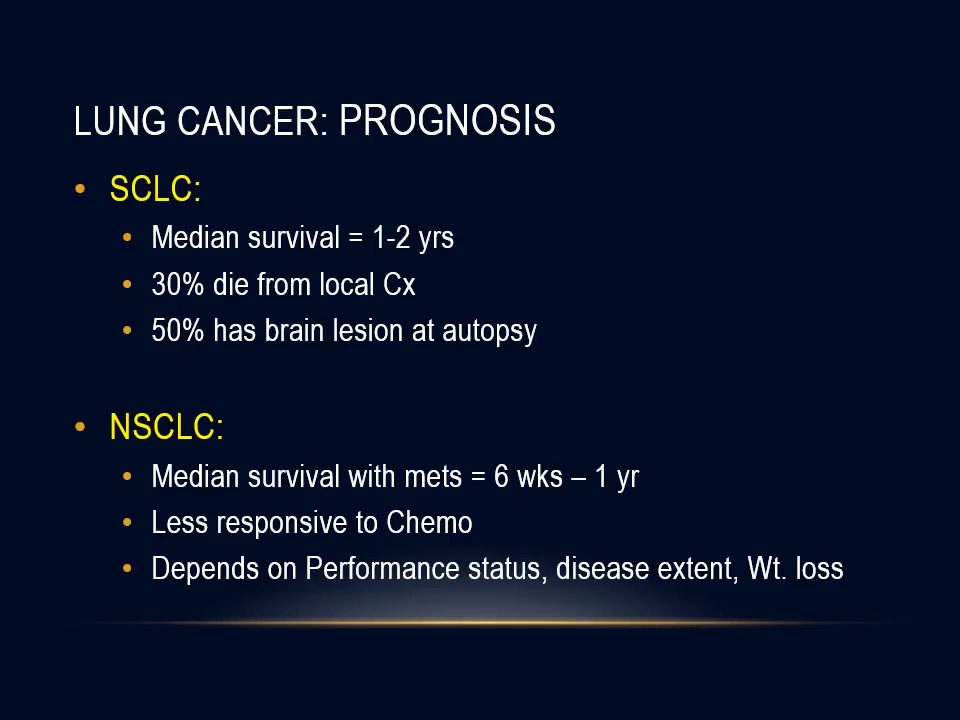 LUNG CANCER: PROGNOSIS
• SCLC:
• Median survival = 1-2 yrs
• 30% die from local Cx
• 50% has brain lesion at autopsy
• NSCLC:
• Median survival with mets = 6 wks – 1 yr
• Less responsive to Chemo
• Depends on Performance status, disease extent, Wt. loss